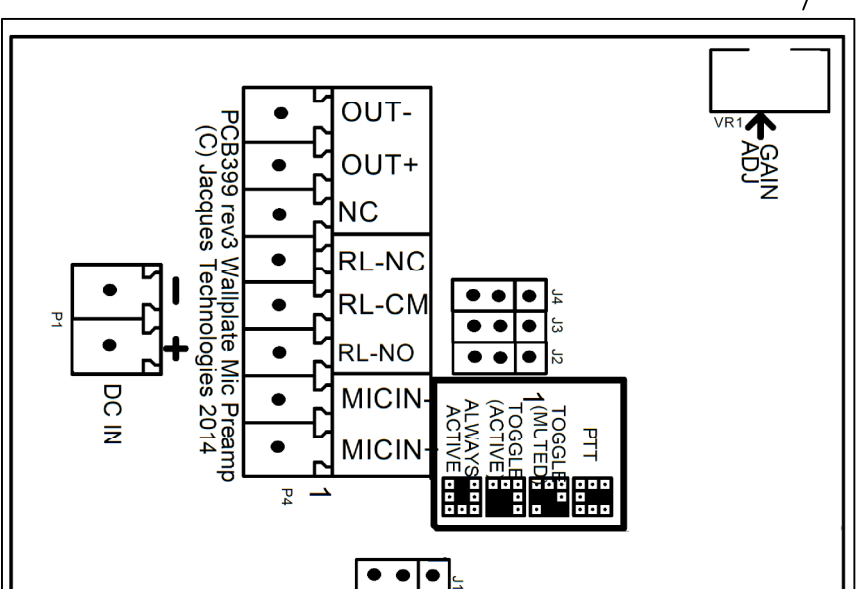 OUT-
OUT+
NC
RL-NC
RL-CM
RL-NO
MICIN-
MICIN+
P4
1
PCB399 rev3 Wallplate Mic Preamp
(C) Jacques Technologies 2014
P1
-
+
DC IN
VR1
GAIN
ADJ
J4
J3
J2
1
PTT
TOGGLE
(MUTED)
TOGGLE
(ACTIVE)
ALWAYS
ACTIVE
J1